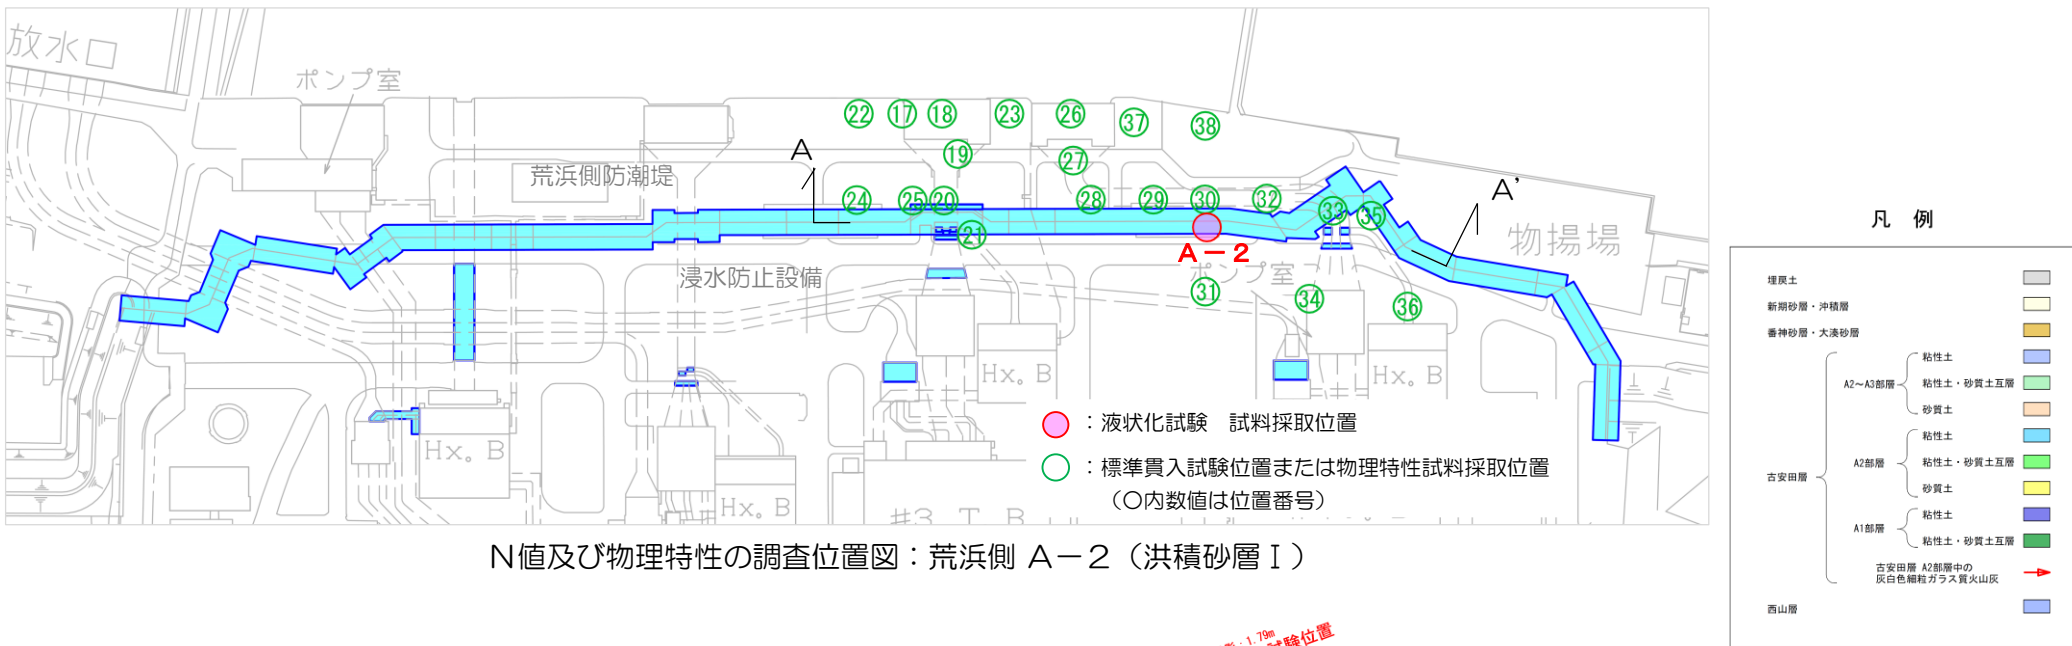 放水口
ポンプ室
荒浜側防潮堤
22
17
18
23
26
37
38
19
27
A
24
25
20
28
29
30
32
33
35
A'
21
A－2
物揚場
浸水防止設備
ポンプ室
31
34
36
Hx. B
Hx. B
Hx. B
Hx. B
#3 T B
：液状化試験　試料採取位置
：標準貫入試験位置または物理特性試料採取位置
（〇内数値は位置番号）
N値及び物理特性の調査位置図：荒浜側 A－2（洪積砂層Ⅰ）
凡 例
埋戻土
新期砂層・沖積層
番神砂層・大湊砂層
古安田層
A2～A3部層
粘性土
粘性土・砂質土互層
砂質土
A2部層
粘性土
粘性土・砂質土互層
砂質土
A1部層
粘性土
粘性土・砂質土互層
古安田層 A2部層中の
灰白色細粒ガラス質火山灰
西山層
1.79m
試験位置